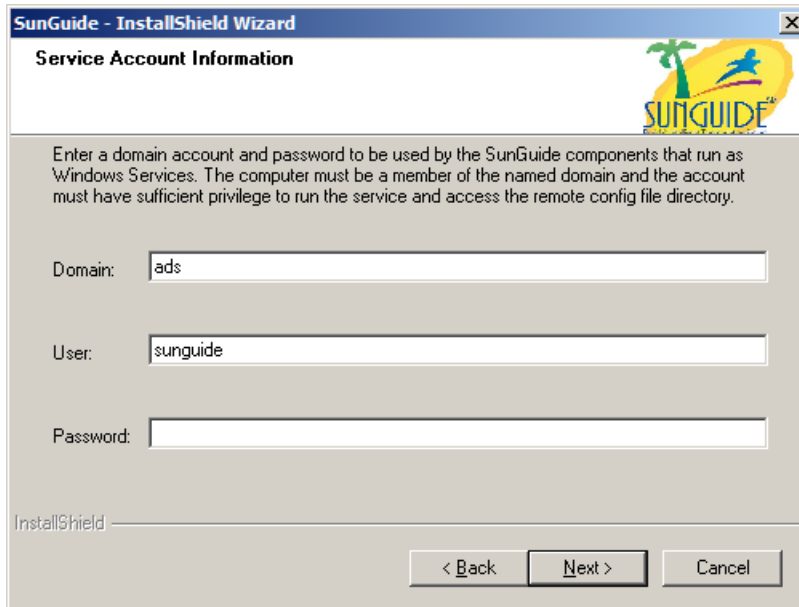 SunGuide - InstallShield Wizard
Service Account Information
SUNGUIDE
Enter a domain account and password to be used by the SunGuide components that run as
Windows Services. The computer must be a member of the named domain and the account
must have sufficient privilege to run the service and access the remote config file directory.
Domain: ads
User: sunguide
Password:
InstallShield
< Back Next > Cancel